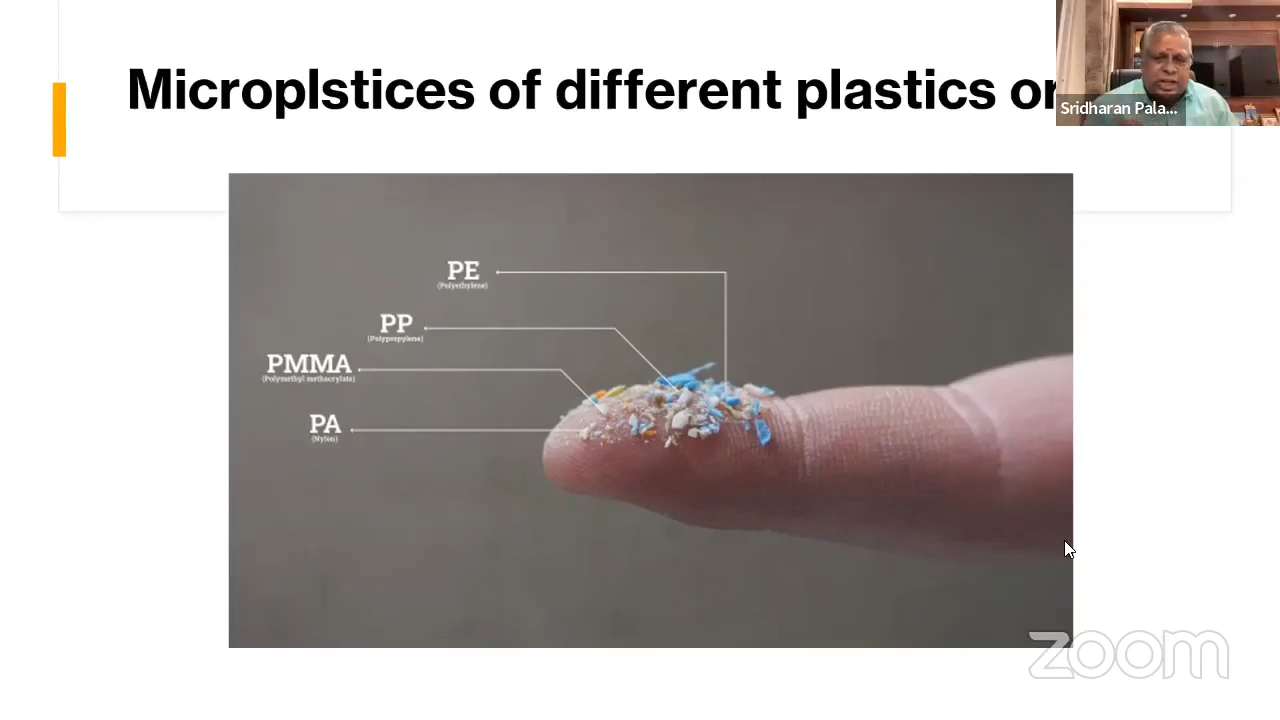 Microplstices of different plastics or
Sridharan Pala...
PE
(Polyethylene)
PP
(Polypropylene)
PMMA
(Polymethyl methacrylate)
PA
(Nylon)
zoom